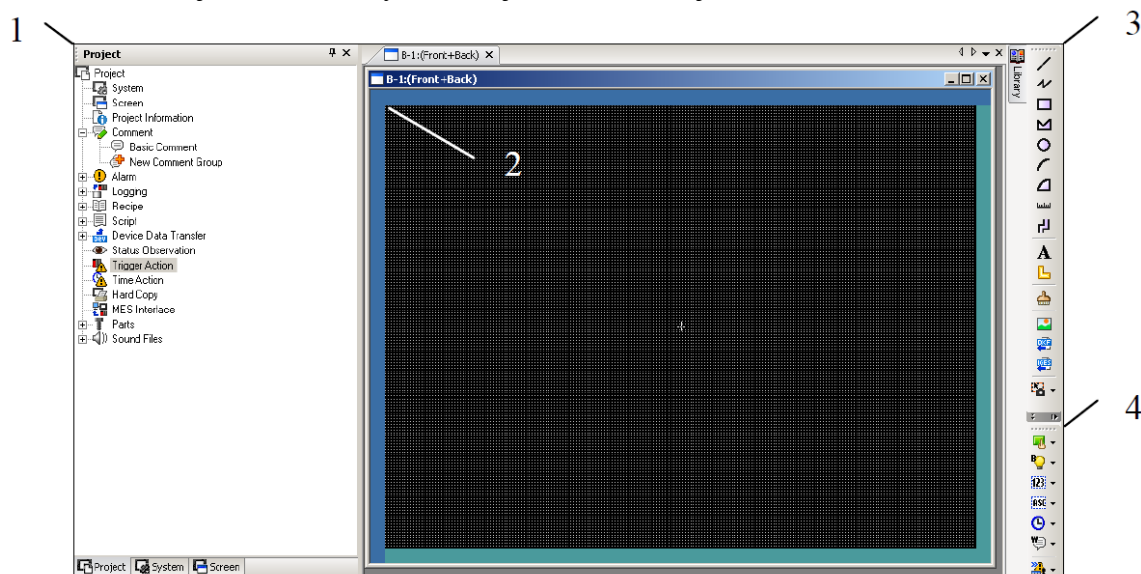 1
3
Project
B-1:(Front+Back)
Project
System
Screen
Project Information
Comment
Basic Comment
New Comment Group
Alarm
Logging
Recipe
Script
Device Data Transfer
Status Observation
Trigger Action
Time Action
Hard Copy
MES Interface
Parts
Sound Files
B-1:(Front+Back)
2
Library
A
4
B
123
ASC
W
Project System Screen